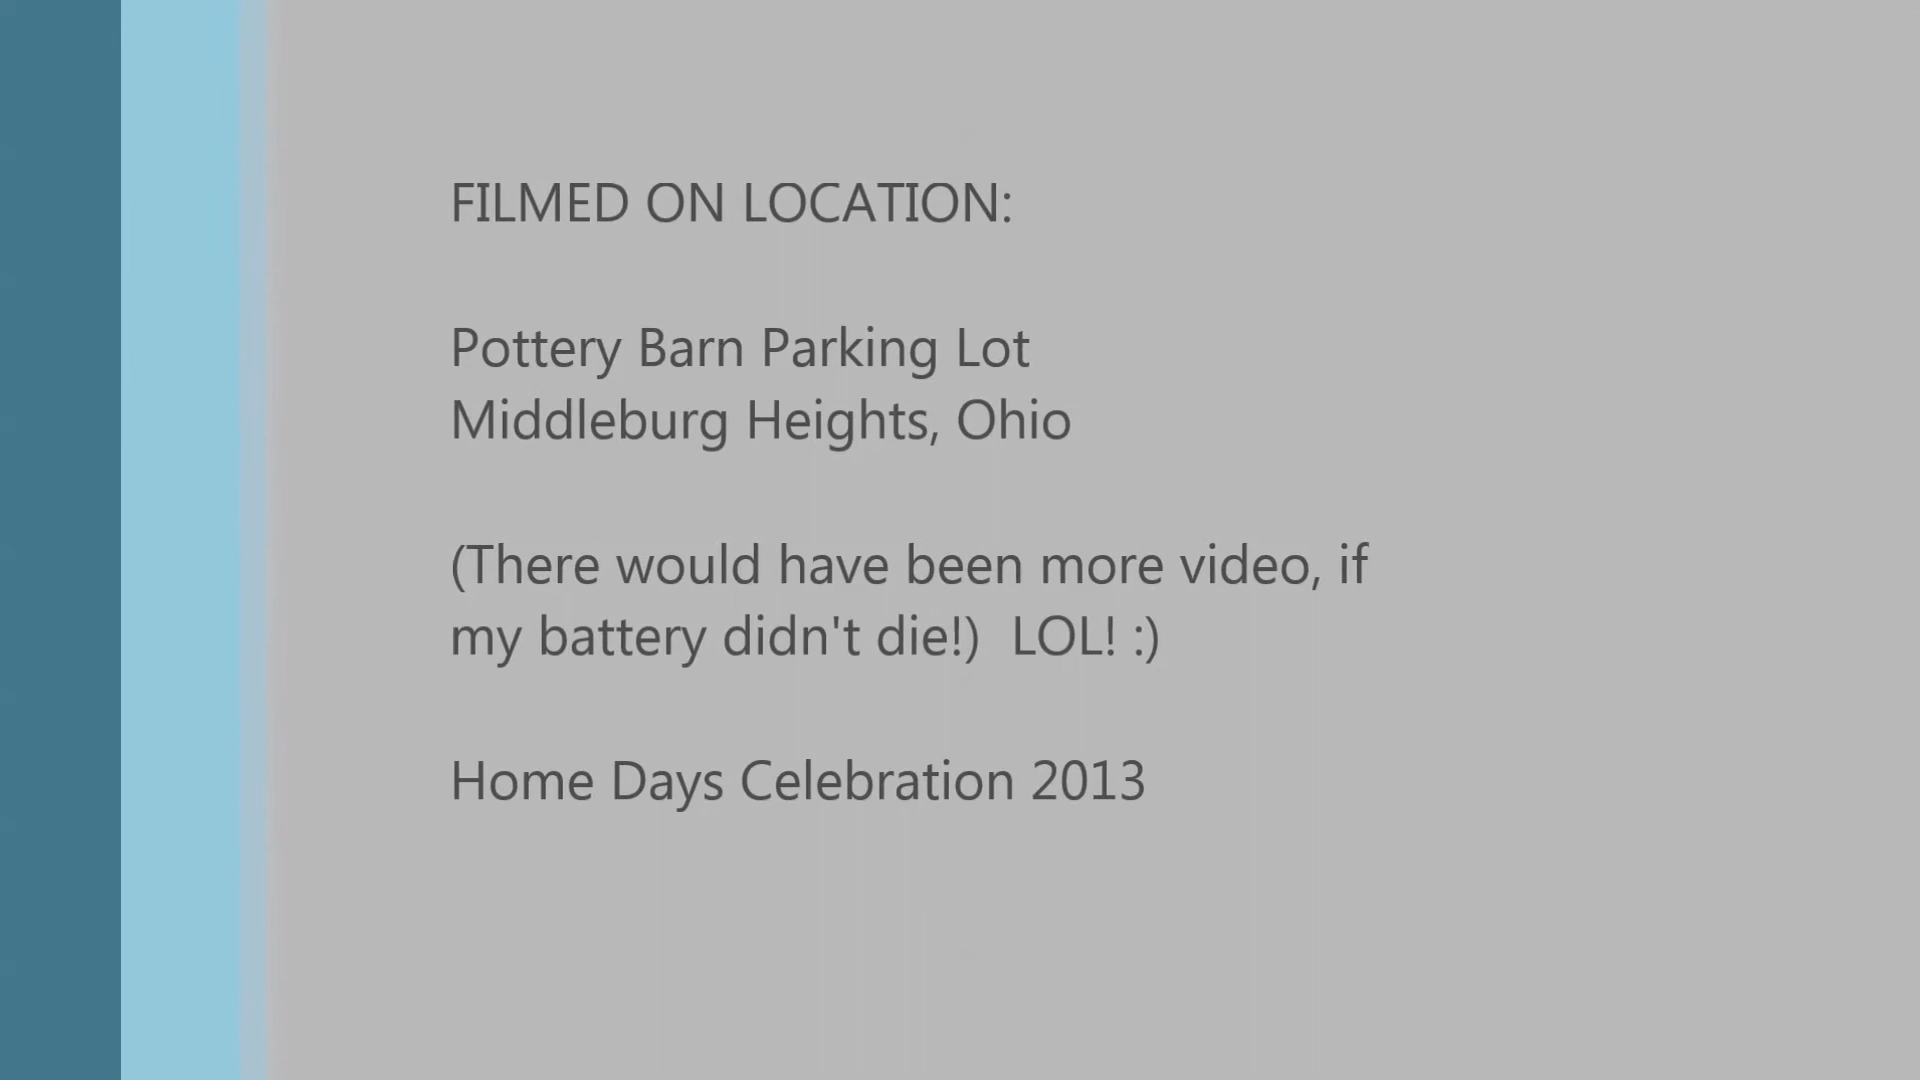 FILMED ON LOCATION:
Pottery Barn Parking Lot
Middleburg Heights, Ohio
(There would have been more video, if
my battery didn't die!)  LOL! :)
Home Days Celebration 2013